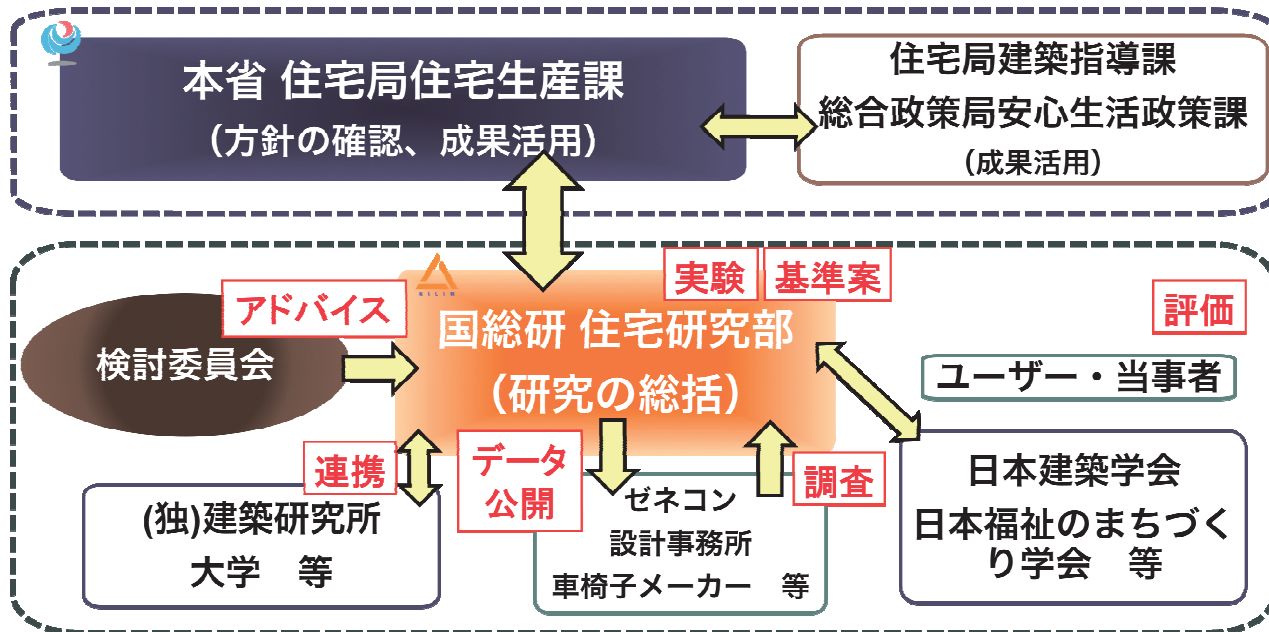 本省 住宅局住宅生産課
（方針の確認、成果活用）
住宅局建築指導課
総合政策局安心生活政策課
（成果活用）
実験
基準案
評価
アドバイス
検討委員会
NILIM
国総研 住宅研究部
（研究の総括）
ユーザー・当事者
連携
データ
公開
調査
(独)建築研究所
大学　等
ゼネコン
設計事務所
車椅子メーカー　等
日本建築学会
日本福祉のまちづく
り学会　等